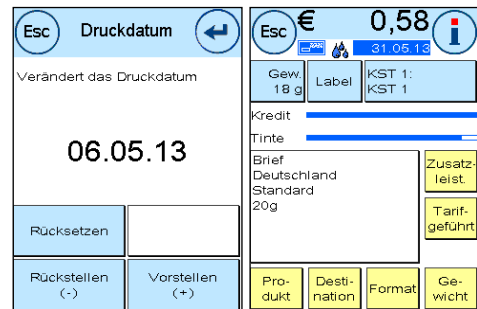 Esc Druckdatum
Verändert das Druckdatum
06.05.13
Rücksetzen
Rückstellen
(-)
Vorstellen
(+)
Esc € 0,58
31.05.13
Gew.
18 g
Label
KST 1:
KST 1
Kredit
Tinte
Brief
Deutschland
Standard
20g
Zusatz-
leist.
Tarif-
geführt
Pro-
dukt
Desti-
nation
Format
Ge-
wicht